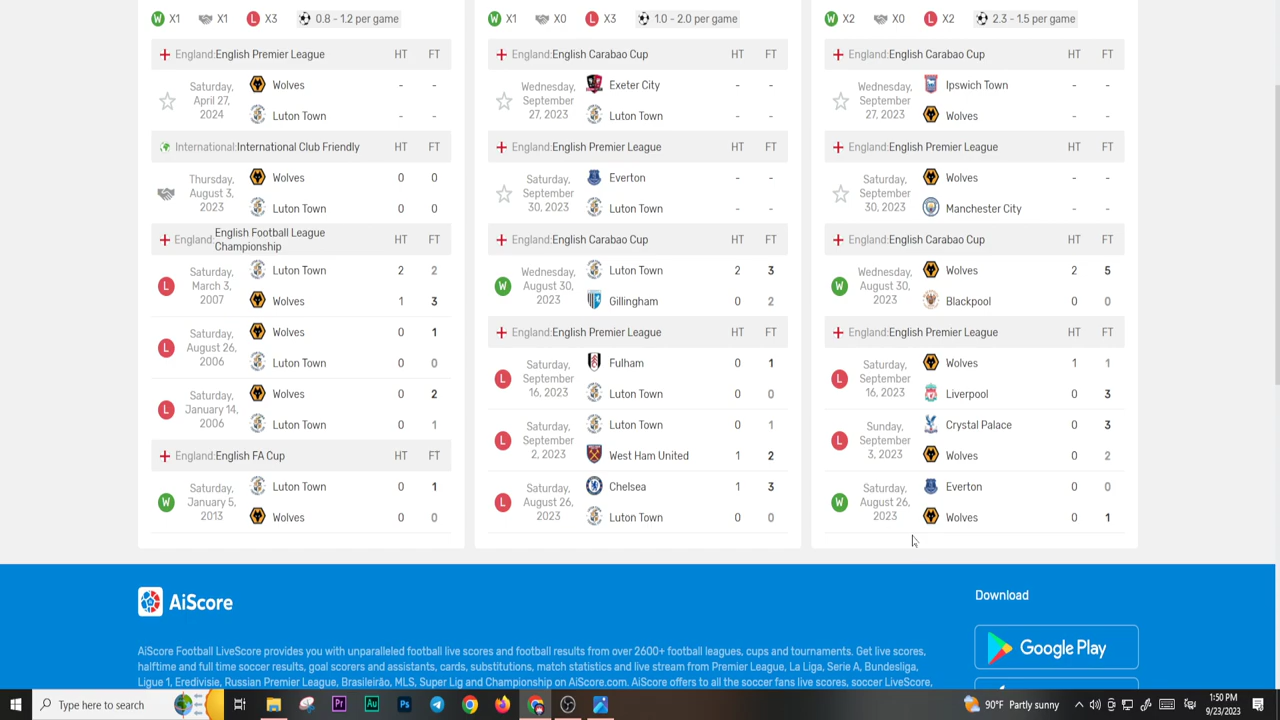 W X1 X1 L X3 0.8 - 1.2 per game
England:English Premier League HT FT
Saturday, April 27, 2024
Wolves - -
Luton Town - -
International:International Club Friendly HT FT
Thursday, August 3, 2023
Wolves 0 0
Luton Town 0 0
England:English Football League Championship HT FT
L Saturday, March 3, 2007
Luton Town 2 2
Wolves 1 3
L Saturday, August 26, 2006
Wolves 0 1
Luton Town 0 0
L Saturday, January 14, 2006
Wolves 0 2
Luton Town 0 1
England:English FA Cup HT FT
W Saturday, January 5, 2013
Luton Town 0 1
Wolves 0 0
W X1 X0 L X3 1.0 - 2.0 per game
England:English Carabao Cup HT FT
Wednesday, September 27, 2023
Exeter City - -
Luton Town - -
England:English Premier League HT FT
Saturday, September 30, 2023
Everton - -
Luton Town - -
England:English Carabao Cup HT FT
W Wednesday, August 30, 2023
Luton Town 2 3
Gillingham 0 2
England:English Premier League HT FT
L Saturday, September 16, 2023
Fulham 0 1
Luton Town 0 0
L Saturday, September 2, 2023
Luton Town 0 1
West Ham United 1 2
L Saturday, August 26, 2023
Chelsea 1 3
Luton Town 0 0
W X2 X0 L X2 2.3 - 1.5 per game
England:English Carabao Cup HT FT
Wednesday, September 27, 2023
Ipswich Town - -
Wolves - -
England:English Premier League HT FT
Saturday, September 30, 2023
Wolves - -
Manchester City - -
England:English Carabao Cup HT FT
W Wednesday, August 30, 2023
Wolves 2 5
Blackpool 0 0
England:English Premier League HT FT
L Saturday, September 16, 2023
Wolves 1 1
Liverpool 0 3
L Sunday, September 3, 2023
Crystal Palace 0 3
Wolves 0 2
W Saturday, August 26, 2023
Everton 0 0
Wolves 0 1
AiScore
AiScore Football LiveScore provides you with unparalleled football live scores and football results from over 2600+ football leagues, cups and tournaments. Get live scores,
halftime and full time soccer results, goal scorers and assistants, cards, substitutions, match statistics and live stream from Premier League, La Liga, Serie A, Bundesliga,
Ligue 1, Eredivisie, Russian Premier League, Brasileirão, MLS, Super Lig and Championship on AiScore.com. AiScore offers to all the soccer fans live scores, soccer LiveScore,
Download
Google Play
Type here to search
Pr Au Ps
90°F Partly sunny
1:50 PM
9/23/2023